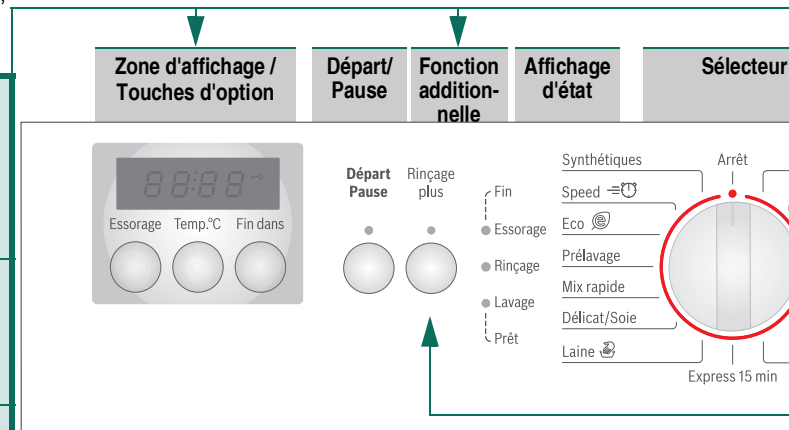 Zone d'affichage /
Touches d'option
Départ/
Pause
Fonction
addition-
nelle
Affichage
d'état
Sélecteur
88:88
Essorage Temp.°C Fin dans
Départ
Pause
Rinçage
plus
Fin
Essorage
Rinçage
Lavage
Prêt
Synthétiques
Speed
Eco
Prélavage
Mix rapide
Délicat/Soie
Laine
Arrêt
Express 15 min